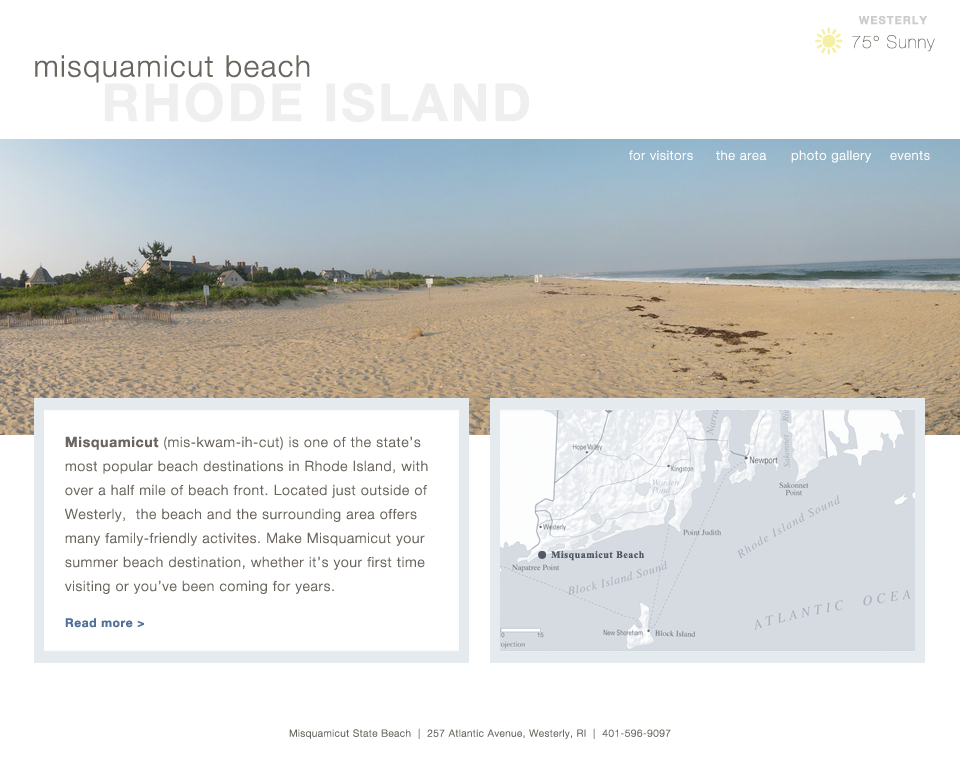 WESTERLY
75° Sunny
misquamicut beach
RHODE ISLAND
for visitors the area photo gallery events
Misquamicut (mis-kwam-ih-cut) is one of the state's
most popular beach destinations in Rhode Island, with
over a half mile of beach front. Located just outside of
Westerly, the beach and the surrounding area offers
many family-friendly activites. Make Misquamicut your
summer beach destination, whether it's your first time
visiting or you've been coming for years.
Read more >
Hope Valley
Kingston
Newport
Worden
Pond
Sakonnet
Point
Westerly
Point Judith
Rhode Island Sound
Misquamicut Beach
Napatree Point
Block Island Sound
ATLANTIC OCEA
New Shoreham
Block Island
0 15
ojection
Misquamicut State Beach | 257 Atlantic Avenue, Westerly, RI | 401-596-9097